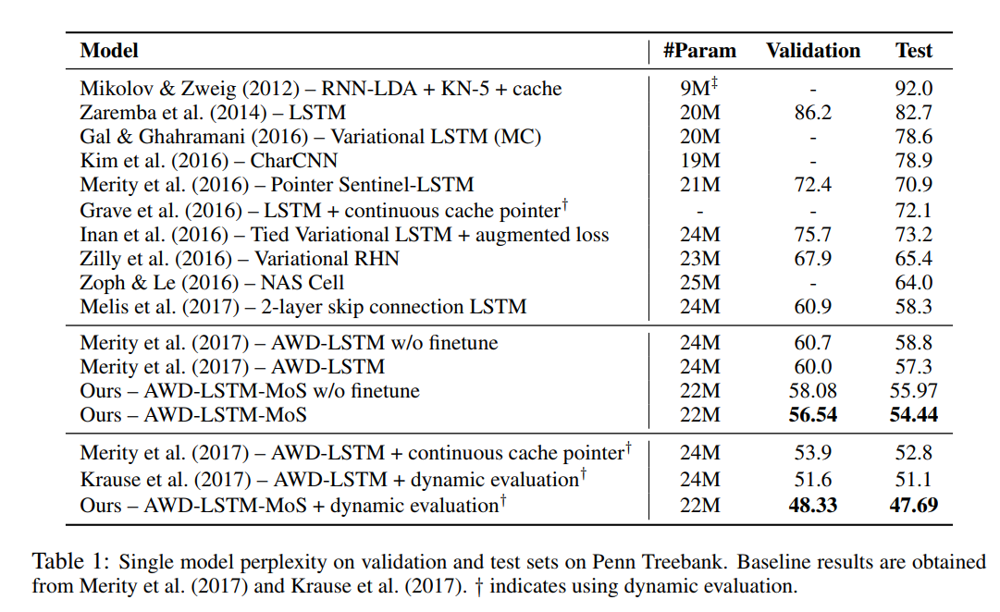 Model #Param Validation Test
Mikolov & Zweig (2012) – RNN-LDA + KN-5 + cache 9M‡ - 92.0
Zaremba et al. (2014) – LSTM 20M 86.2 82.7
Gal & Ghahramani (2016) – Variational LSTM (MC) 20M - 78.6
Kim et al. (2016) – CharCNN 19M - 78.9
Merity et al. (2016) – Pointer Sentinel-LSTM 21M 72.4 70.9
Grave et al. (2016) – LSTM + continuous cache pointer† - - 72.1
Inan et al. (2016) – Tied Variational LSTM + augmented loss 24M 75.7 73.2
Zilly et al. (2016) – Variational RHN 23M 67.9 65.4
Zoph & Le (2016) – NAS Cell 25M - 64.0
Melis et al. (2017) – 2-layer skip connection LSTM 24M 60.9 58.3
Merity et al. (2017) – AWD-LSTM w/o finetune 24M 60.7 58.8
Merity et al. (2017) – AWD-LSTM 24M 60.0 57.3
Ours – AWD-LSTM-MoS w/o finetune 22M 58.08 55.97
Ours – AWD-LSTM-MoS 22M 56.54 54.44
Merity et al. (2017) – AWD-LSTM + continuous cache pointer† 24M 53.9 52.8
Krause et al. (2017) – AWD-LSTM + dynamic evaluation† 24M 51.6 51.1
Ours – AWD-LSTM-MoS + dynamic evaluation† 22M 48.33 47.69
Table 1: Single model perplexity on validation and test sets on Penn Treebank. Baseline results are obtained
from Merity et al. (2017) and Krause et al. (2017). † indicates using dynamic evaluation.